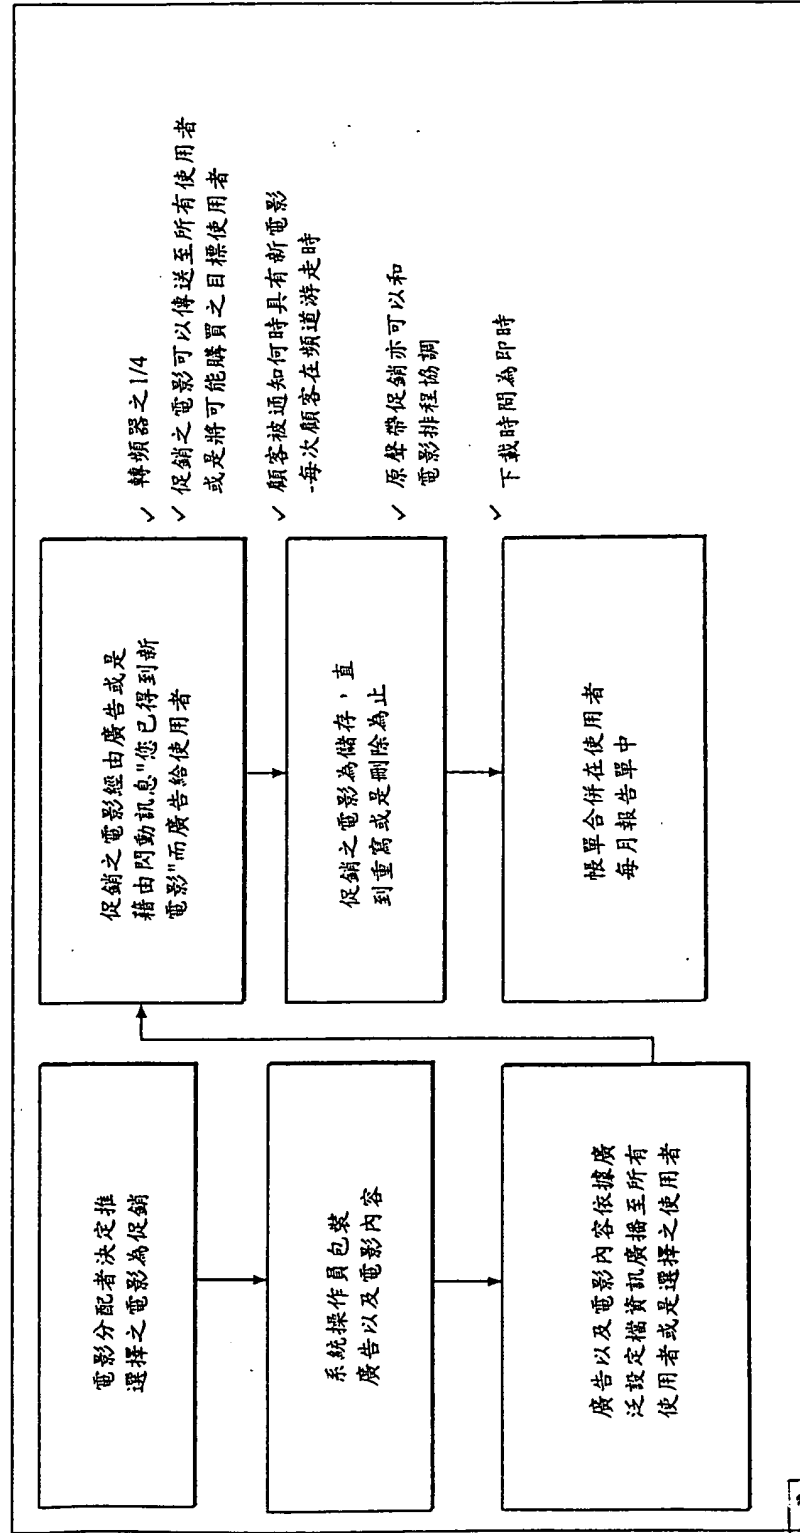 電影分配者決定推
選擇之電影為促銷
系統操作員包裝
廣告以及電影內容
廣告以及電影內容依據廣
泛設定檔資訊廣播至所有
使用者或是選擇之使用者
促銷之電影經由廣告或是
藉由閃動訊息"您已得到新
電影"而廣告給使用者
促銷之電影為儲存，直
到重寫或是刪除為止
帳單合併在使用者
每月報告單中
✓ 轉頻器之1/4
✓ 促銷之電影可以傳送至所有使用者
或是將可能購買之目標使用者
✓ 顧客被通知何時具有新電影
-每次顧客在頻道游走時
✓ 原聲帶促銷亦可以和
電影排程協調
✓ 下載時間為即時